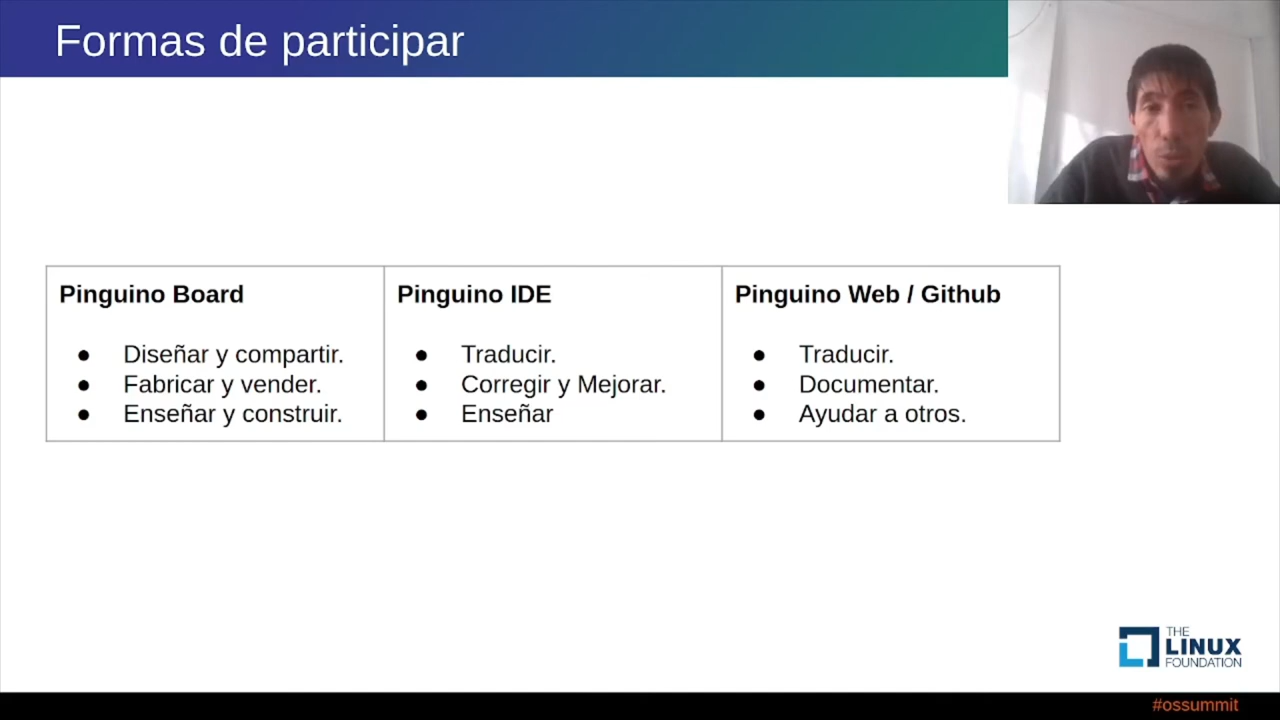 Formas de participar
Pinguino Board
● Diseñar y compartir.
● Fabricar y vender.
● Enseñar y construir.
Pinguino IDE
● Traducir.
● Corregir y Mejorar.
● Enseñar
Pinguino Web / Github
● Traducir.
● Documentar.
● Ayudar a otros.
THE
LINUX
FOUNDATION
#ossummit